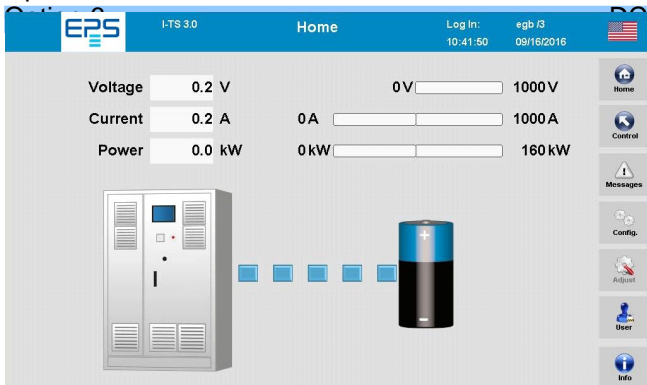 EPS
I-TS 3.0
Home
Log In: egb /3
10:41:50 09/16/2016
Voltage 0.2 V 0 V 1000 V
Current 0.2 A 0 A 1000 A
Power 0.0 kW 0 kW 160 kW
Home
Control
Messages
Config.
Adjust
User
Info